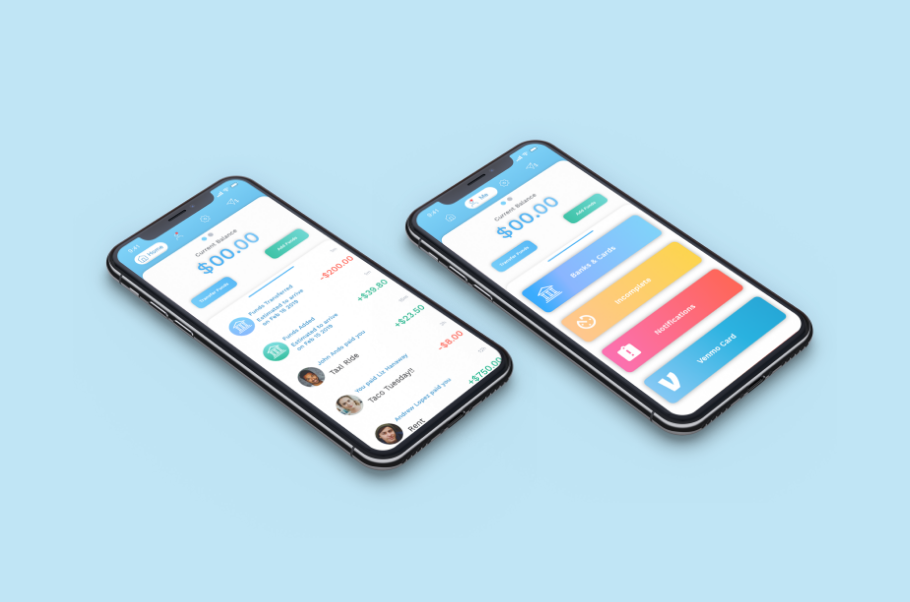 9:41
Home
Current Balance
$00.00
Transfer Funds
Add Funds
Funds Transferred
Estimated to arrive
on Feb 18 2019
-$200.00
Funds Added
Estimated to arrive
on Feb 15 2019
+$39.80
John Ando paid you
Taxi Ride
+$23.50
You paid Liz Hanaway
Taco Tuesday!!
-$8.00
Andrew Lopez paid you
Rent
+$750.00
9:41
Me
Current Balance
$00.00
Transfer Funds
Add Funds
Banks & Cards
Incomplete
Notifications
Venmo Card